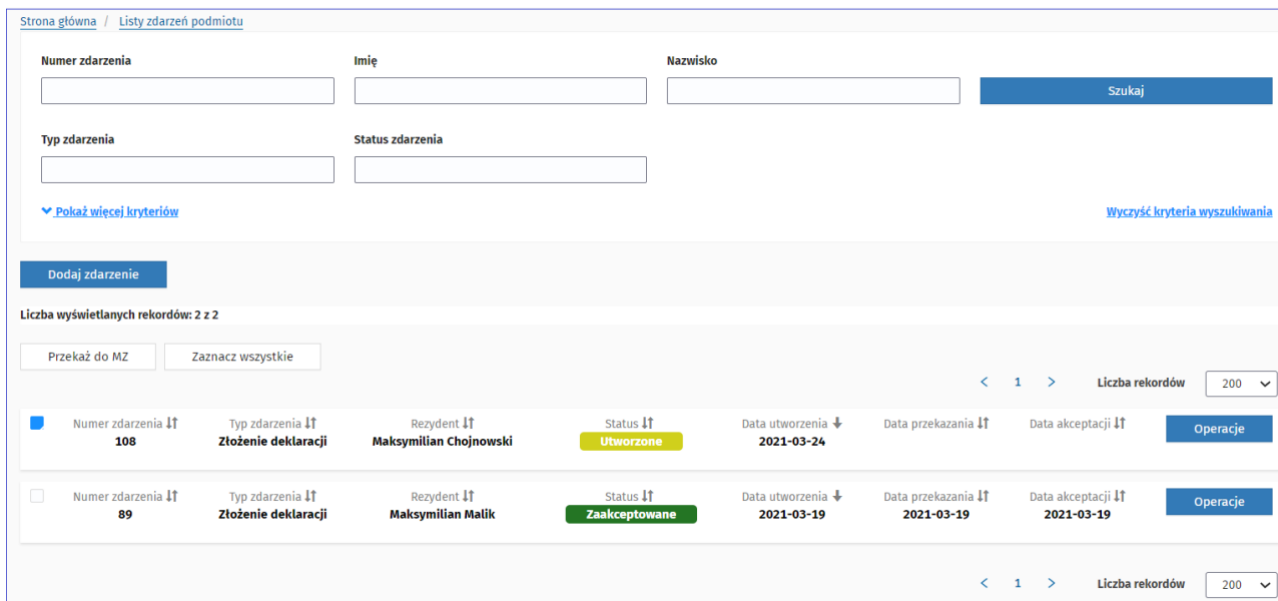 Strona główna / Listy zdarzeń podmiotu
Numer zdarzenia Imię Nazwisko
Szukaj
Typ zdarzenia Status zdarzenia
Pokaż więcej kryteriów Wyczyść kryteria wyszukiwania
Dodaj zdarzenie
Liczba wyświetlanych rekordów: 2 z 2
Przekaż do MZ Zaznacz wszystkie
< 1 > Liczba rekordów 200
Numer zdarzenia Typ zdarzenia Rezydent Status Data utworzenia Data przekazania Data akceptacji Operacje
108 Złożenie deklaracji Maksymilian Chojnowski Utworzone 2021-03-24
Numer zdarzenia Typ zdarzenia Rezydent Status Data utworzenia Data przekazania Data akceptacji Operacje
89 Złożenie deklaracji Maksymilian Malik Zaakceptowane 2021-03-19 2021-03-19 2021-03-19
< 1 > Liczba rekordów 200